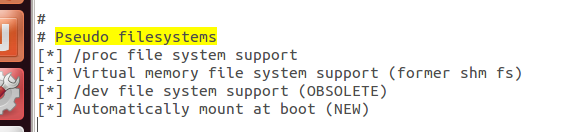 #
# Pseudo filesystems
[*] /proc file system support
[*] Virtual memory file system support (former shm fs)
[*] /dev file system support (OBSOLETE)
[*] Automatically mount at boot (NEW)